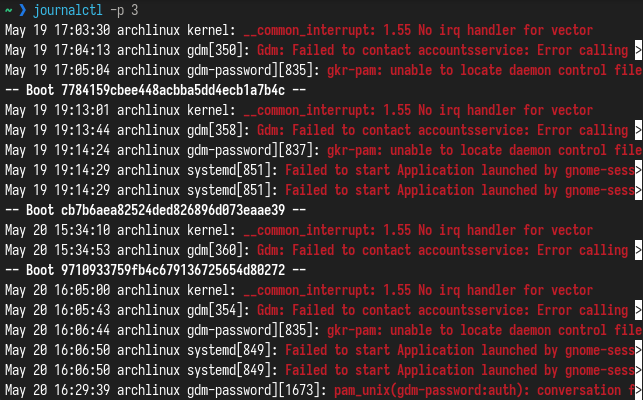 ~ ❯ journalctl -p 3
May 19 17:03:30 archlinux kernel: __common_interrupt: 1.55 No irq handler for vector
May 19 17:04:13 archlinux gdm[350]: Gdm: Failed to contact accountsservice: Error calling >
May 19 17:05:04 archlinux gdm-password][835]: gkr-pam: unable to locate daemon control file
-- Boot 7784159cbee448acbba5dd4ecb1a7b4c --
May 19 19:13:01 archlinux kernel: __common_interrupt: 1.55 No irq handler for vector
May 19 19:13:44 archlinux gdm[358]: Gdm: Failed to contact accountsservice: Error calling >
May 19 19:14:24 archlinux gdm-password][837]: gkr-pam: unable to locate daemon control file
May 19 19:14:29 archlinux systemd[851]: Failed to start Application launched by gnome-sess>
May 19 19:14:29 archlinux systemd[851]: Failed to start Application launched by gnome-sess>
-- Boot cb7b6aea82524ded826896d073eaae39 --
May 20 15:34:10 archlinux kernel: __common_interrupt: 1.55 No irq handler for vector
May 20 15:34:53 archlinux gdm[360]: Gdm: Failed to contact accountsservice: Error calling >
-- Boot 9710933759fb4c679136725654d80272 --
May 20 16:05:00 archlinux kernel: __common_interrupt: 1.55 No irq handler for vector
May 20 16:05:43 archlinux gdm[354]: Gdm: Failed to contact accountsservice: Error calling >
May 20 16:06:44 archlinux gdm-password][835]: gkr-pam: unable to locate daemon control file
May 20 16:06:50 archlinux systemd[849]: Failed to start Application launched by gnome-sess>
May 20 16:06:50 archlinux systemd[849]: Failed to start Application launched by gnome-sess>
May 20 16:29:39 archlinux gdm-password][1673]: pam_unix(gdm-password:auth): conversation f>